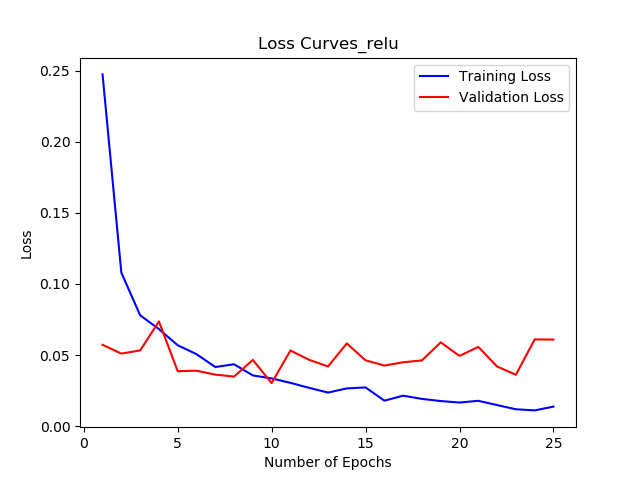 Loss Curves_relu
Training Loss
Validation Loss
0.25
0.20
0.15
0.10
0.05
0.00
Loss
0
5
10
15
20
25
Number of Epochs